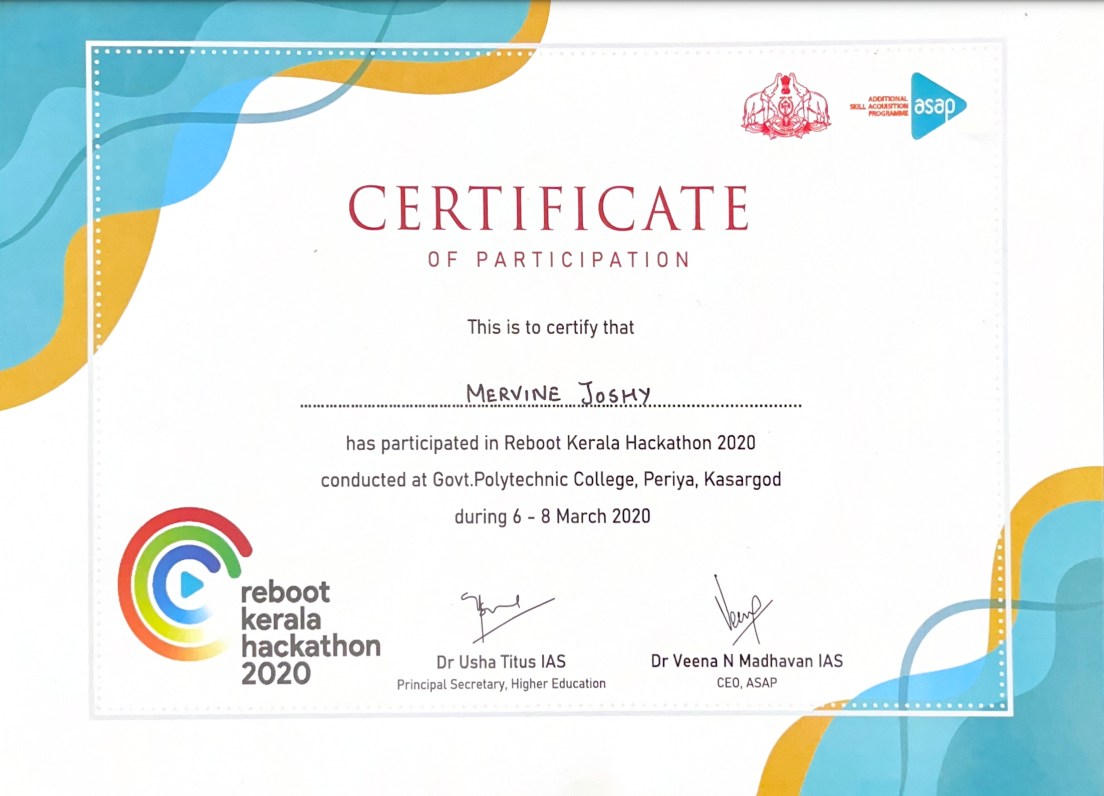 ADDITIONAL
SKILL ACQUISITION
PROGRAMME
asap
CERTIFICATE
OF PARTICIPATION
This is to certify that
MERVINE JOSHY
has participated in Reboot Kerala Hackathon 2020
conducted at Govt.Polytechnic College, Periya, Kasargod
during 6 - 8 March 2020
reboot
kerala
hackathon
2020
Dr Usha Titus IAS
Principal Secretary, Higher Education
Dr Veena N Madhavan IAS
CEO, ASAP